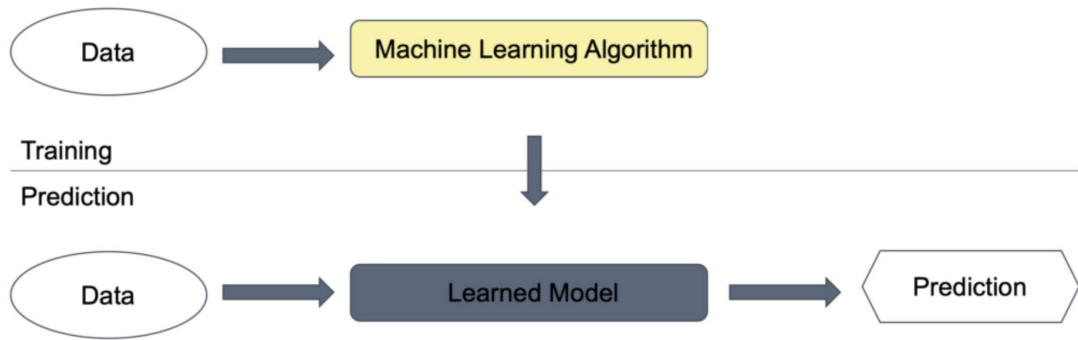 Data
Machine Learning Algorithm
Training
Prediction
Data
Learned Model
Prediction